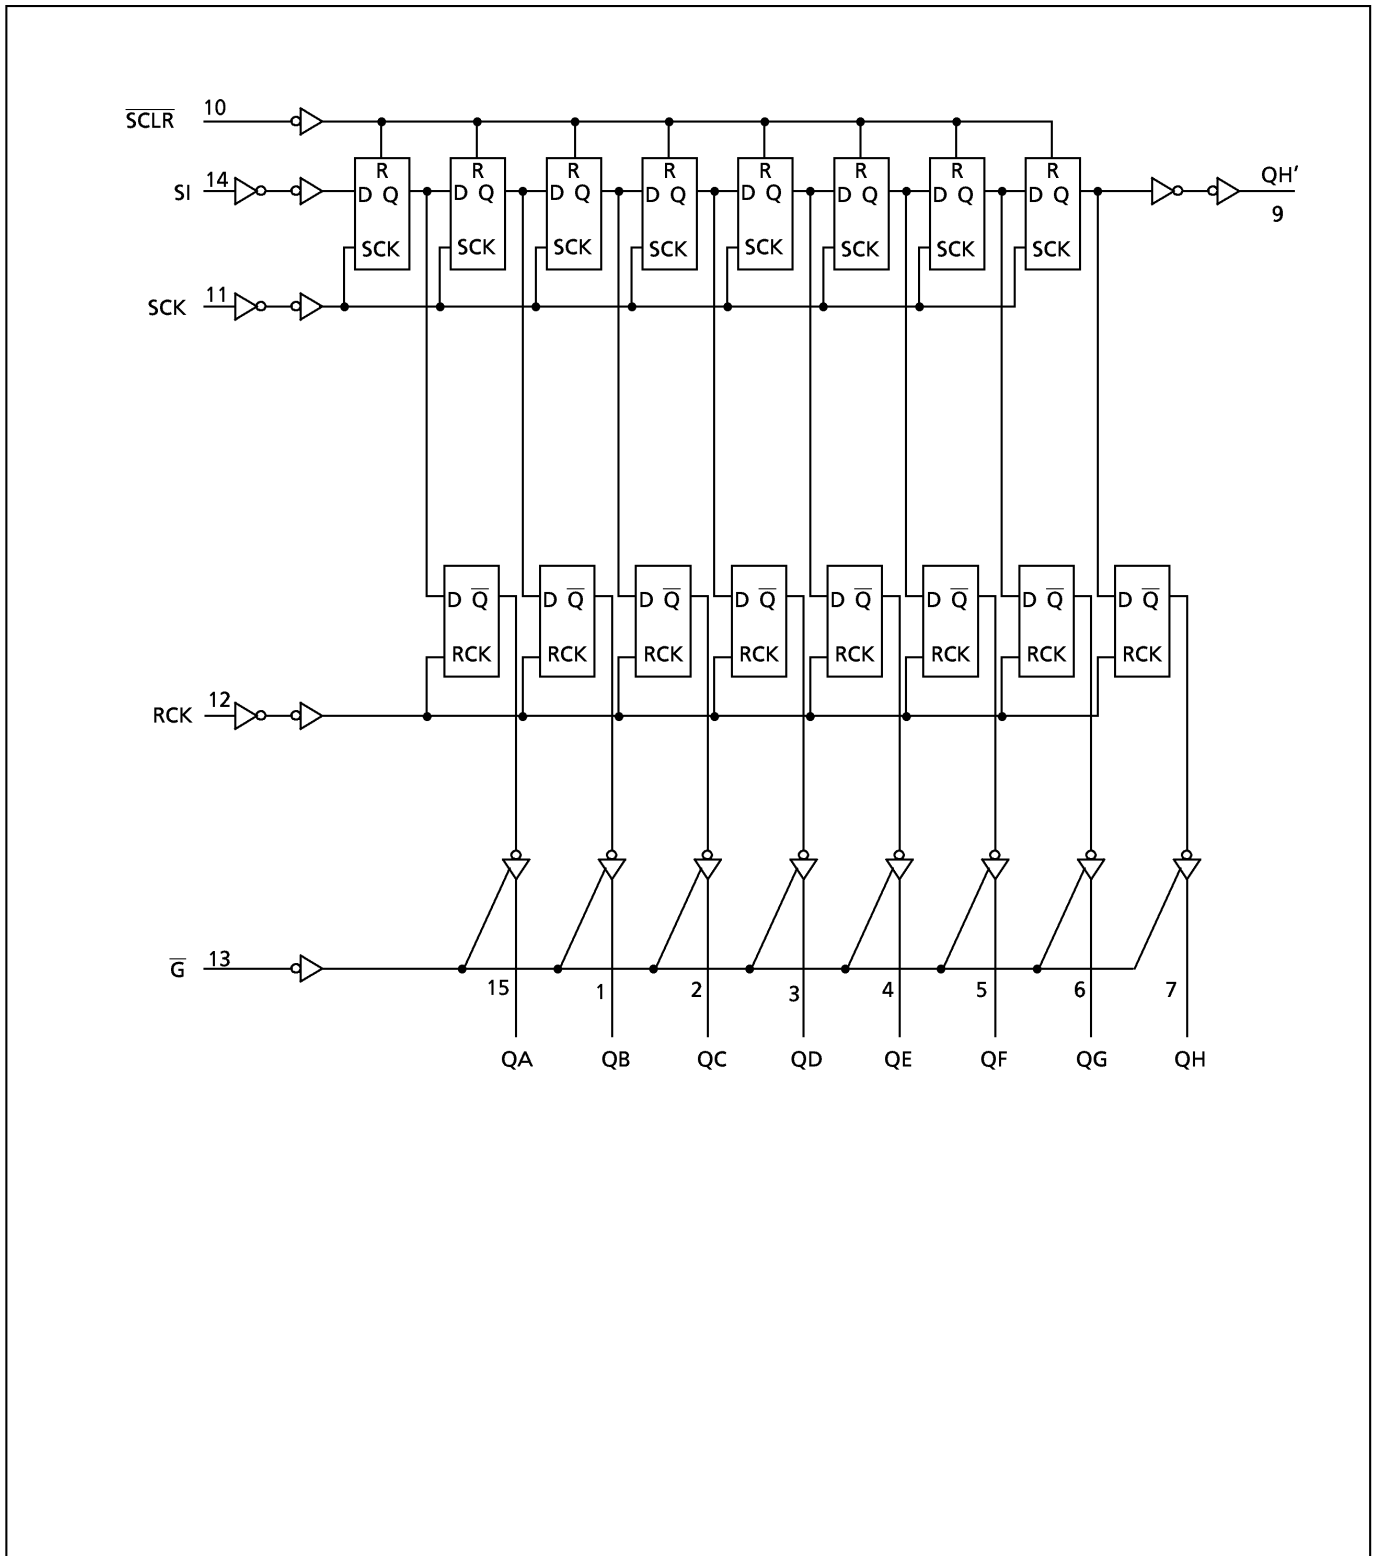 S̅C̅L̅R̅ 10
R R R R R R R R
SI 14 QH’
D Q D Q D Q D Q D Q D Q D Q D Q
9
SCK SCK SCK SCK SCK SCK SCK SCK
SCK 11
D Q̅ D Q̅ D Q̅ D Q̅ D Q̅ D Q̅ D Q̅ D Q̅
RCK RCK RCK RCK RCK RCK RCK RCK
RCK 12
G̅ 13
15 1 2 3 4 5 6 7
QA QB QC QD QE QF QG QH